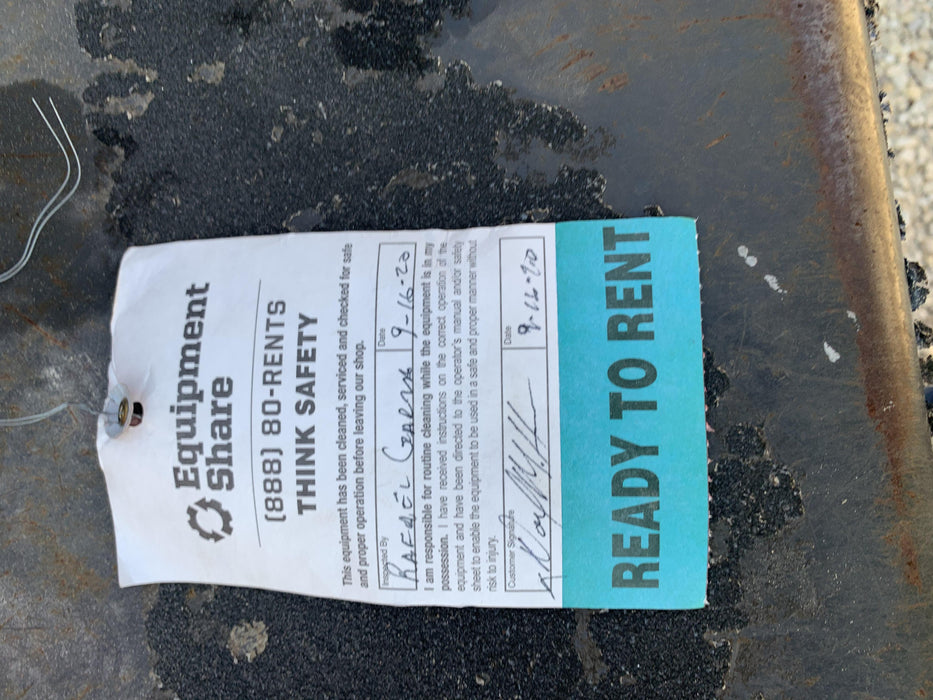 Equipment
Share
(888) 80-RENTS
THINK SAFETY
This equipment has been cleaned, serviced and checked for safe
and proper operation before leaving our shop.
Inspected By
Date
RAFAEL
9-16-20
I am responsible for routine cleaning while the equipment is in my
possession. I have received instructions on the correct operation of the
equipment and have been directed to the operator's manual and/or safety
sheet to enable the equipment to be used in a safe and proper manner without
risk to injury.
Customer Signature
Date
9-16-20
READY TO RENT